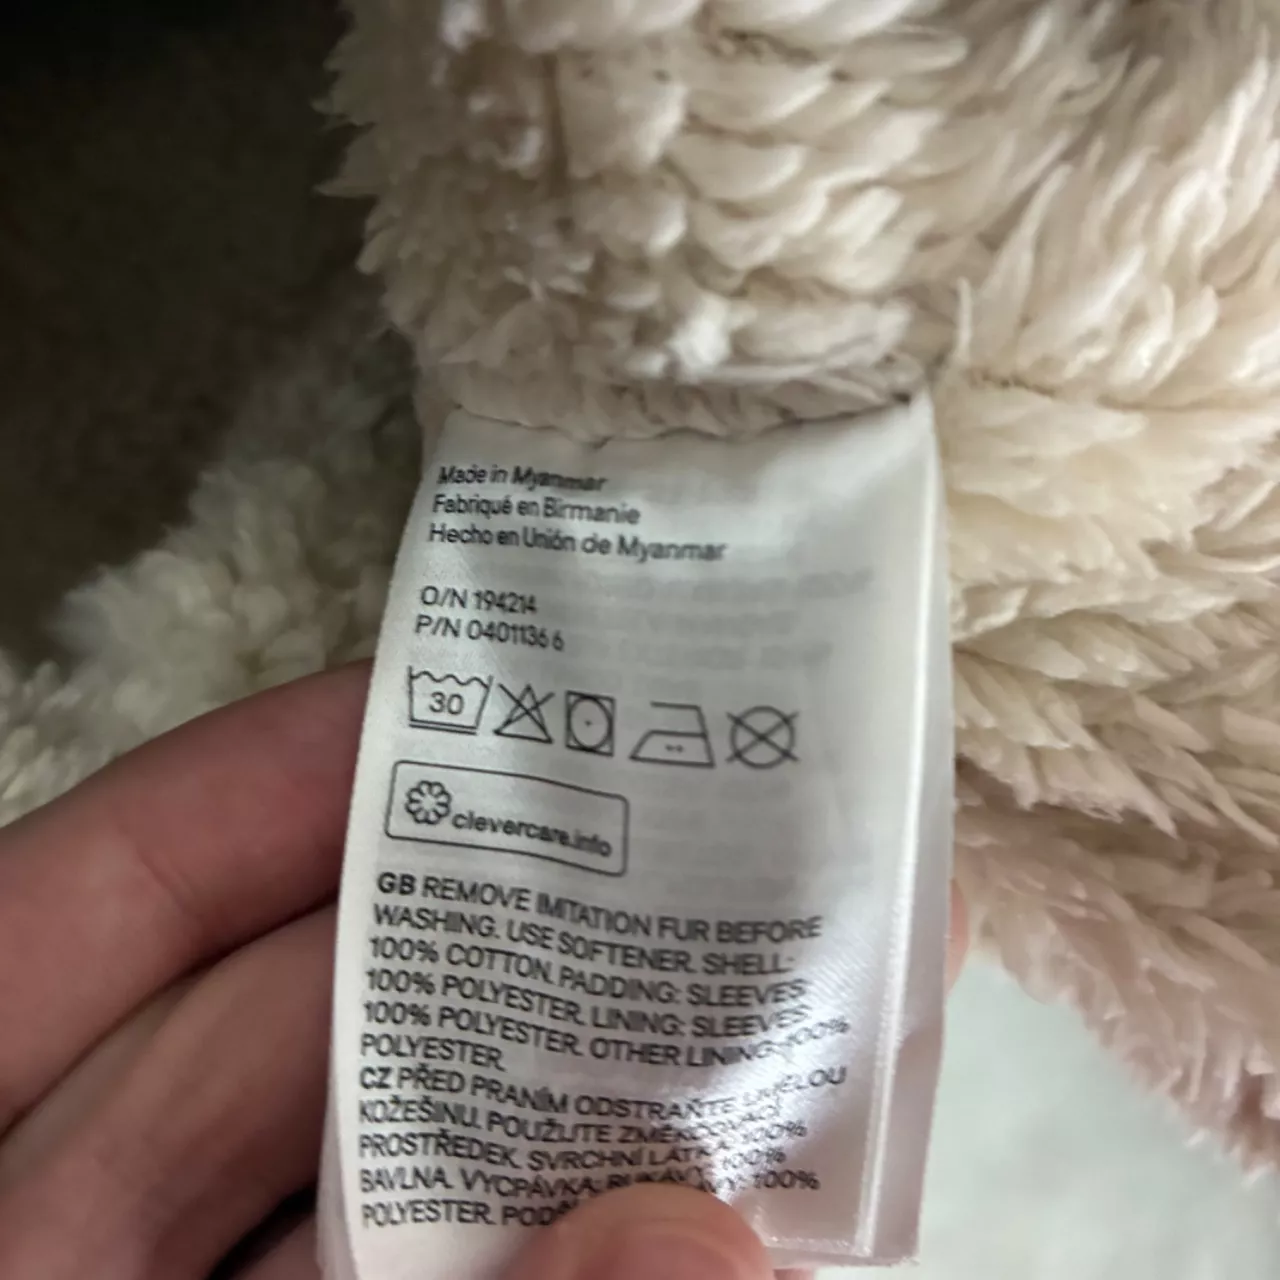 Made in Myanmar
Fabriqué en Birmanie
Hecho en Unión de Myanmar
O/N 194214
P/N 0401136 6
30
clevercare.info
GB REMOVE IMITATION FUR BEFORE
WASHING. USE SOFTENER. SHELL:
100% COTTON. PADDING: SLEEVES:
100% POLYESTER. LINING: SLEEVES:
100% POLYESTER. OTHER LINING: 100%
POLYESTER.
CZ PŘED PRANÍM ODSTRAŇTE UMĚLOU
KOŽEŠINU. POUŽIJTE ZMĚKČOVACÍ
PROSTŘEDEK. SVRCHNÍ LÁTKA: 100%
BAVLNA. VYCPÁVKA: RUKÁVY: 100%
POLYESTER.